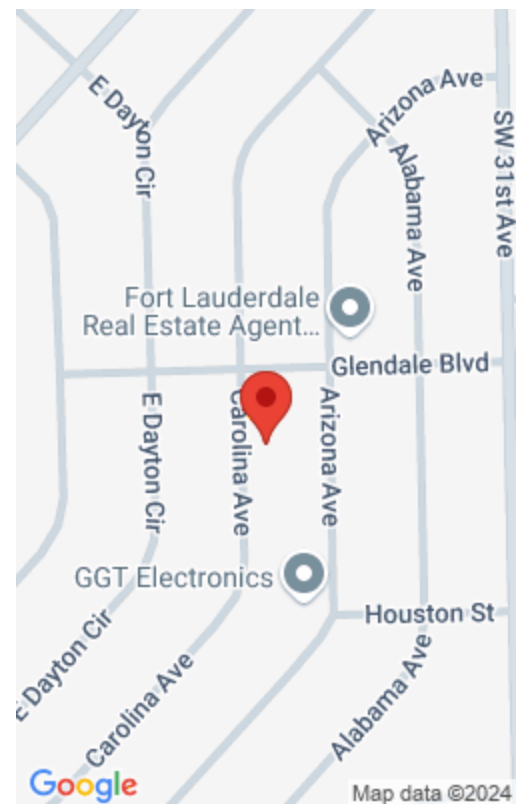 E Dayton Cir
Arizona Ave
SW 31st Ave
Alabama Ave
Fort Lauderdale
Real Estate Agent...
Glendale Blvd
E Dayton Cir
Carolina Ave
Arizona Ave
GGT Electronics
Houston St
E Dayton Cir
Carolina Ave
Alabama Ave
Google
Map data ©2024